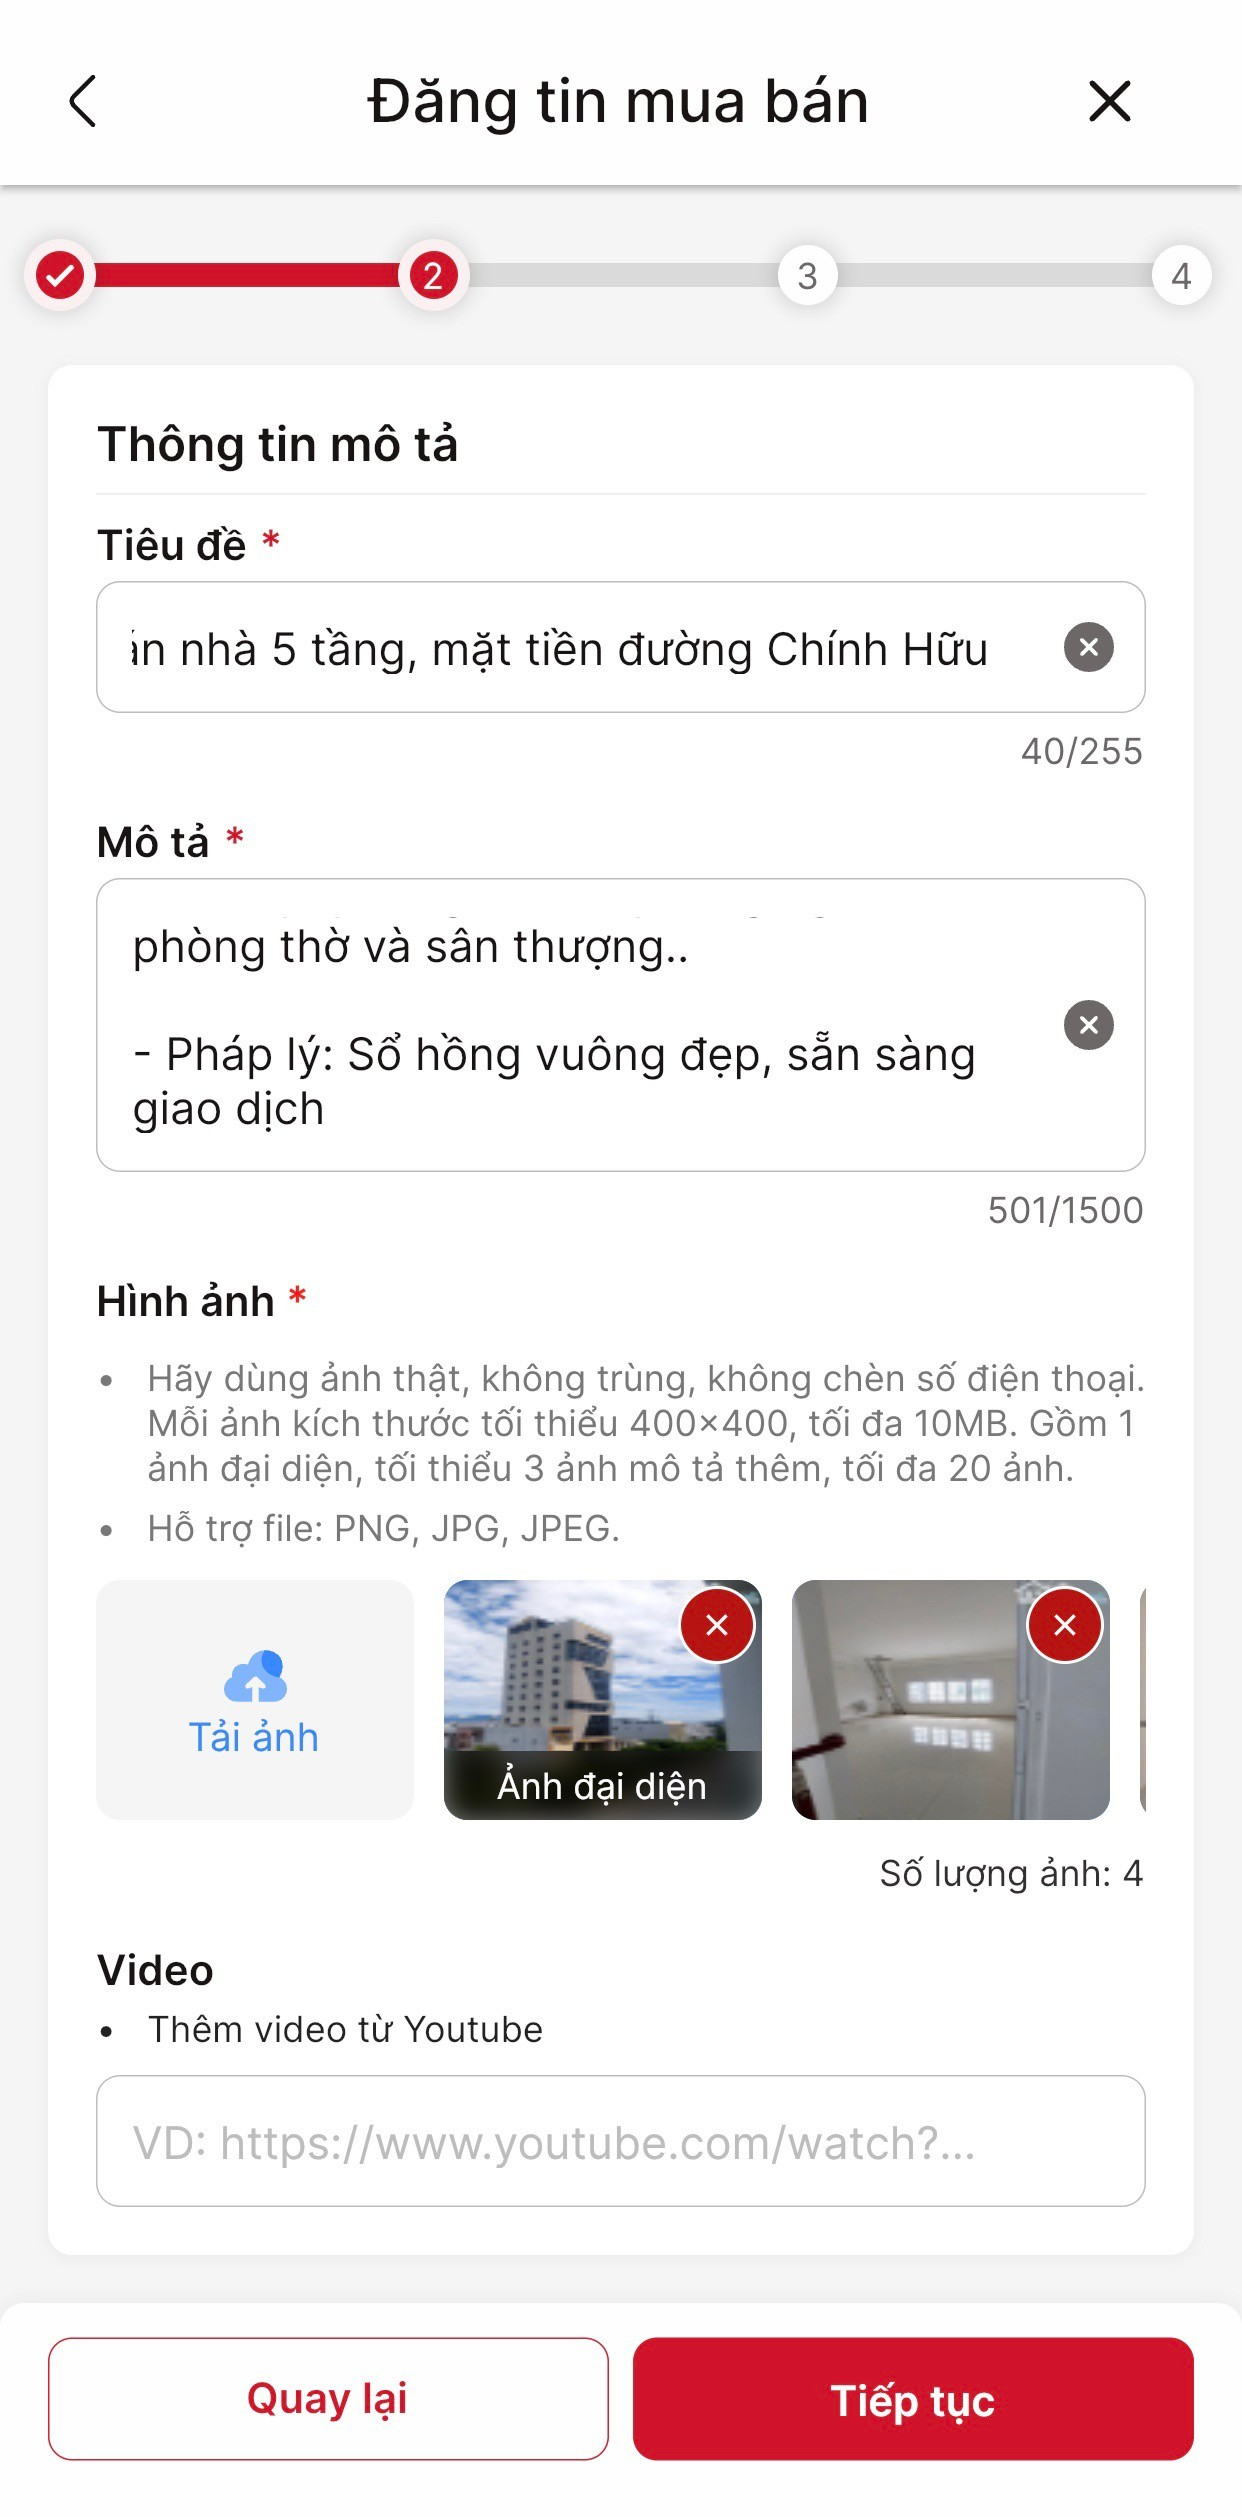 Đăng tin mua bán
2
3
4
Thông tin mô tả
Tiêu đề *
nhà 5 tầng, mặt tiền đường Chính Hữu
40/255
Mô tả *
phòng thờ và sân thượng..
- Pháp lý: Sổ hồng vuông đẹp, sẵn sàng
giao dịch
501/1500
Hình ảnh *
• Hãy dùng ảnh thật, không trùng, không chèn số điện thoại.
Mỗi ảnh kích thước tối thiểu 400x400, tối đa 10MB. Gồm 1
ảnh đại diện, tối thiểu 3 ảnh mô tả thêm, tối đa 20 ảnh.
• Hỗ trợ file: PNG, JPG, JPEG.
Tải ảnh
Ảnh đại diện
Số lượng ảnh: 4
Video
• Thêm video từ Youtube
VD: https://www.youtube.com/watch?...
Quay lại
Tiếp tục